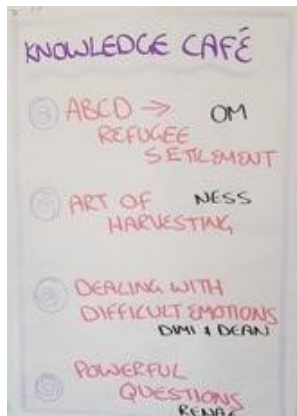 KNOWLEDGE CAFÉ
ABCD → OM
REFUGEE
SETLEMENT
ART OF NESS
HARVESTING
DEALING WITH
DIFFICULT EMOTIONS
DIMI & DEAN
POWERFUL
QUESTIONS